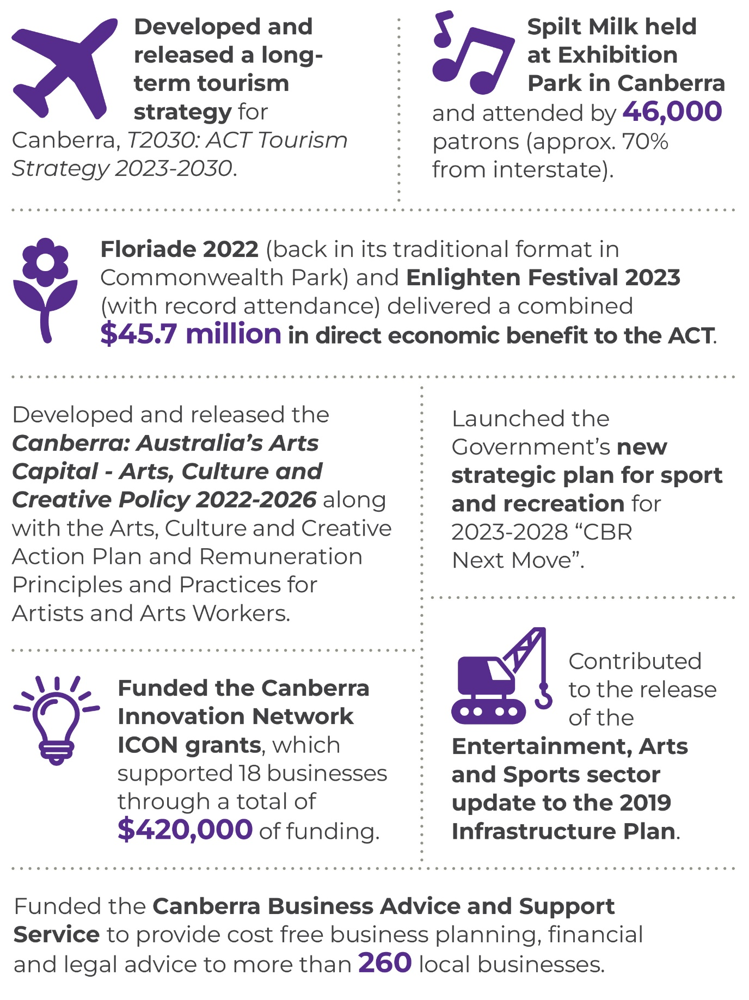 Developed and
released a long-
term tourism
strategy for
Canberra, T2030: ACT Tourism
Strategy 2023-2030.
Spilt Milk held
at Exhibition
Park in Canberra
and attended by 46,000
patrons (approx. 70%
from interstate).
Floriade 2022 (back in its traditional format in
Commonwealth Park) and Enlighten Festival 2023
(with record attendance) delivered a combined
$45.7 million in direct economic benefit to the ACT.
Developed and released the
Canberra: Australia’s Arts
Capital - Arts, Culture and
Creative Policy 2022-2026 along
with the Arts, Culture and Creative
Action Plan and Remuneration
Principles and Practices for
Artists and Arts Workers.
Launched the
Government’s new
strategic plan for sport
and recreation for
2023-2028 “CBR
Next Move”.
Funded the Canberra
Innovation Network
ICON grants, which
supported 18 businesses
through a total of
$420,000 of funding.
Contributed
to the release
of the
Entertainment, Arts
and Sports sector
update to the 2019
Infrastructure Plan.
Funded the Canberra Business Advice and Support
Service to provide cost free business planning, financial
and legal advice to more than 260 local businesses.